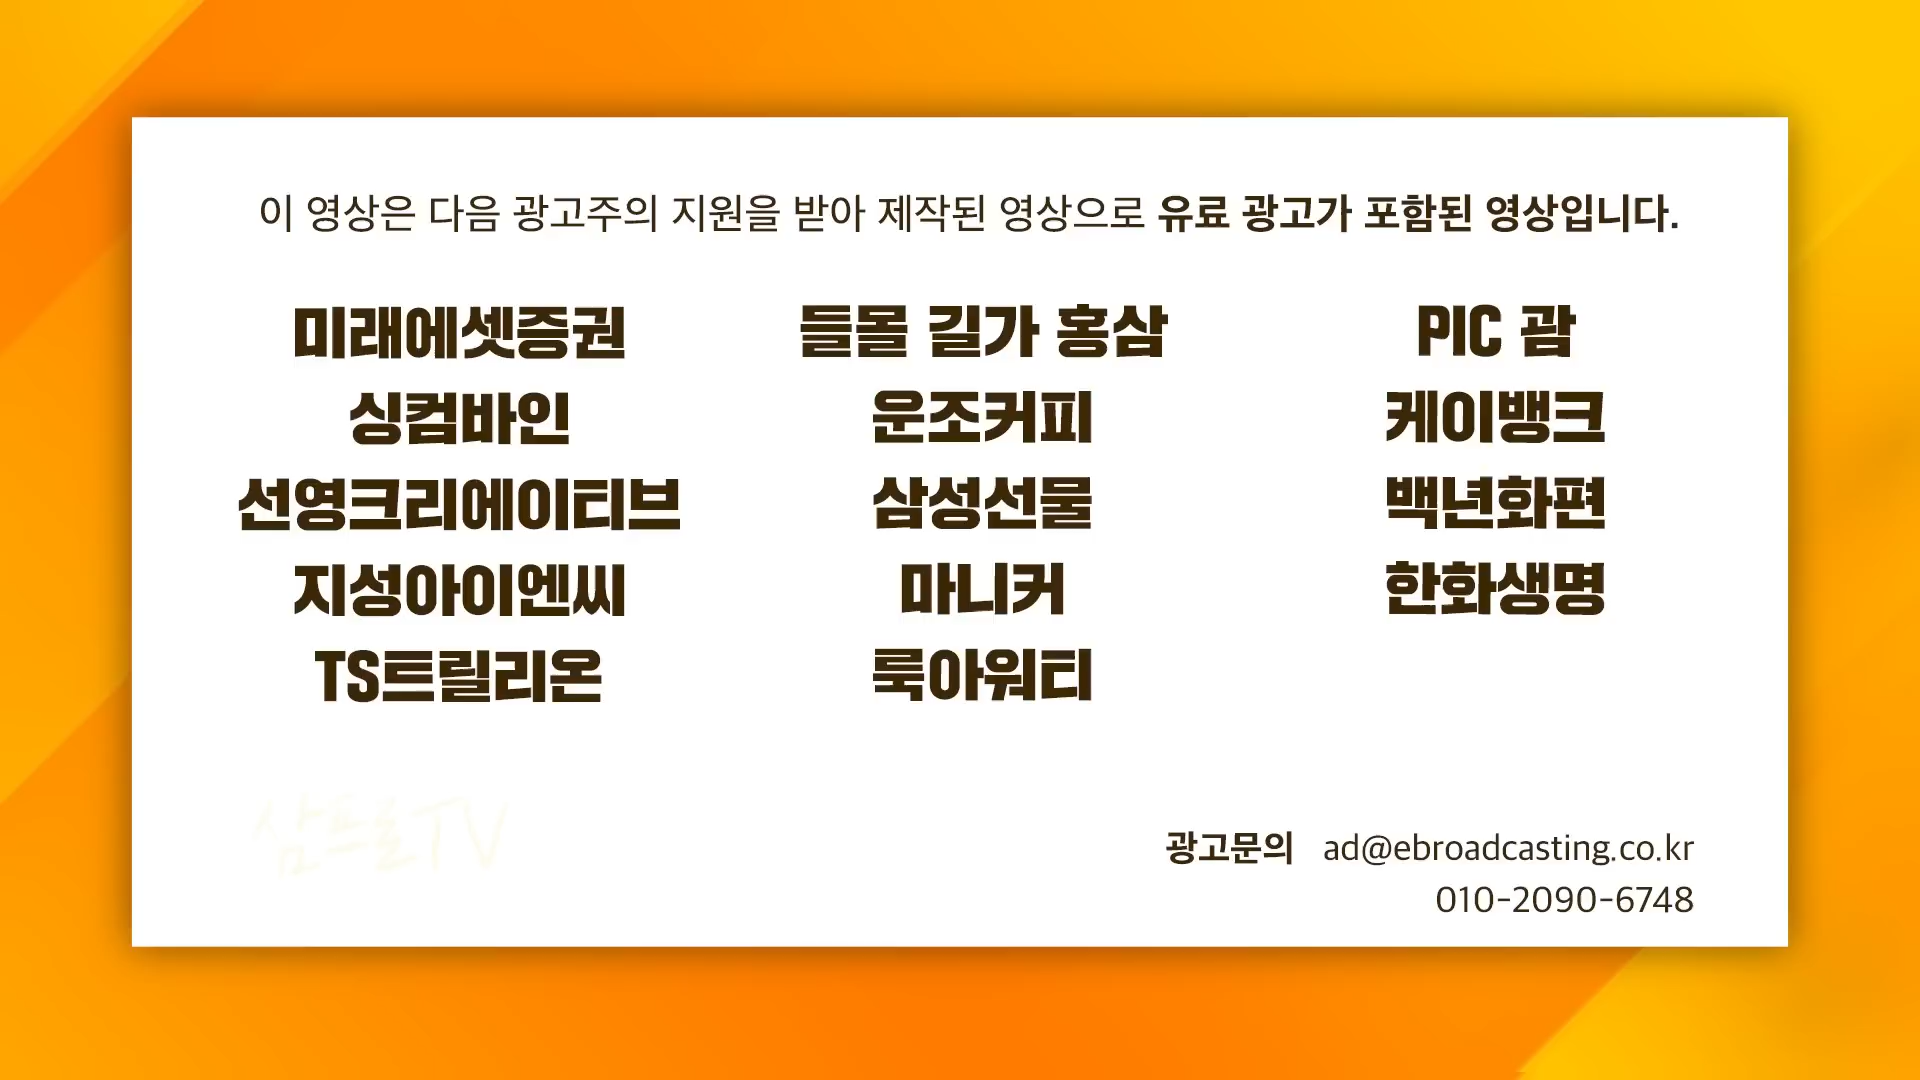 이 영상은 다음 광고주의 지원을 받아 제작된 영상으로 유료 광고가 포함된 영상입니다.
미래에셋증권
싱컴바인
선영크리에이티브
지성아이엔씨
TS트릴리온
들몰 길가 홍삼
운조커피
삼성선물
마니커
룩아워티
PIC 괌
케이뱅크
백년화편
한화생명
삼프로TV
광고문의 ad@ebroadcasting.co.kr
010-2090-6748